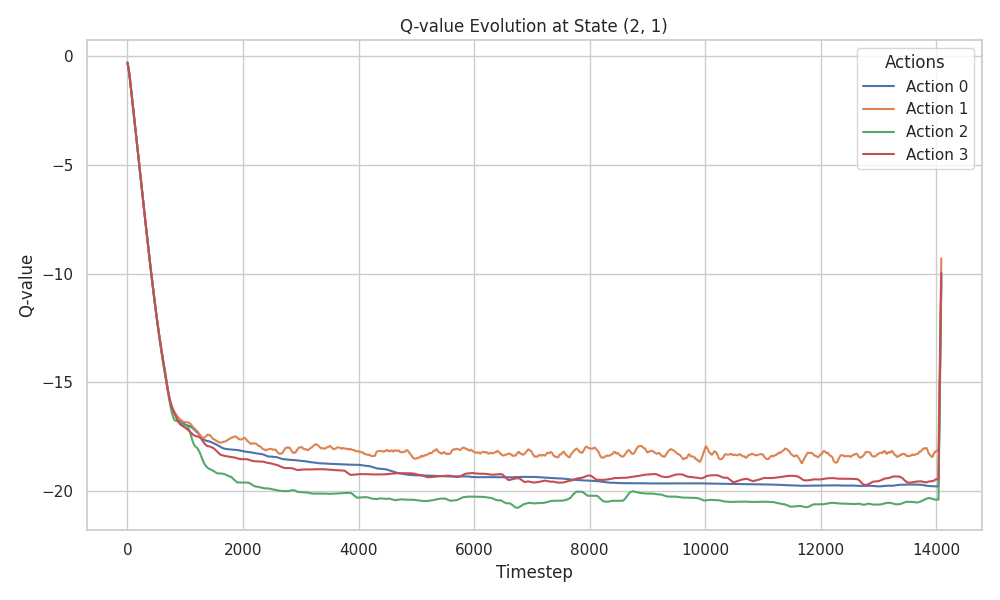 Q-value Evolution at State (2, 1)
Actions
Action 0
Action 1
Action 2
Action 3
Q-value
0
−5
−10
−15
−20
0 2000 4000 6000 8000 10000 12000 14000
Timestep